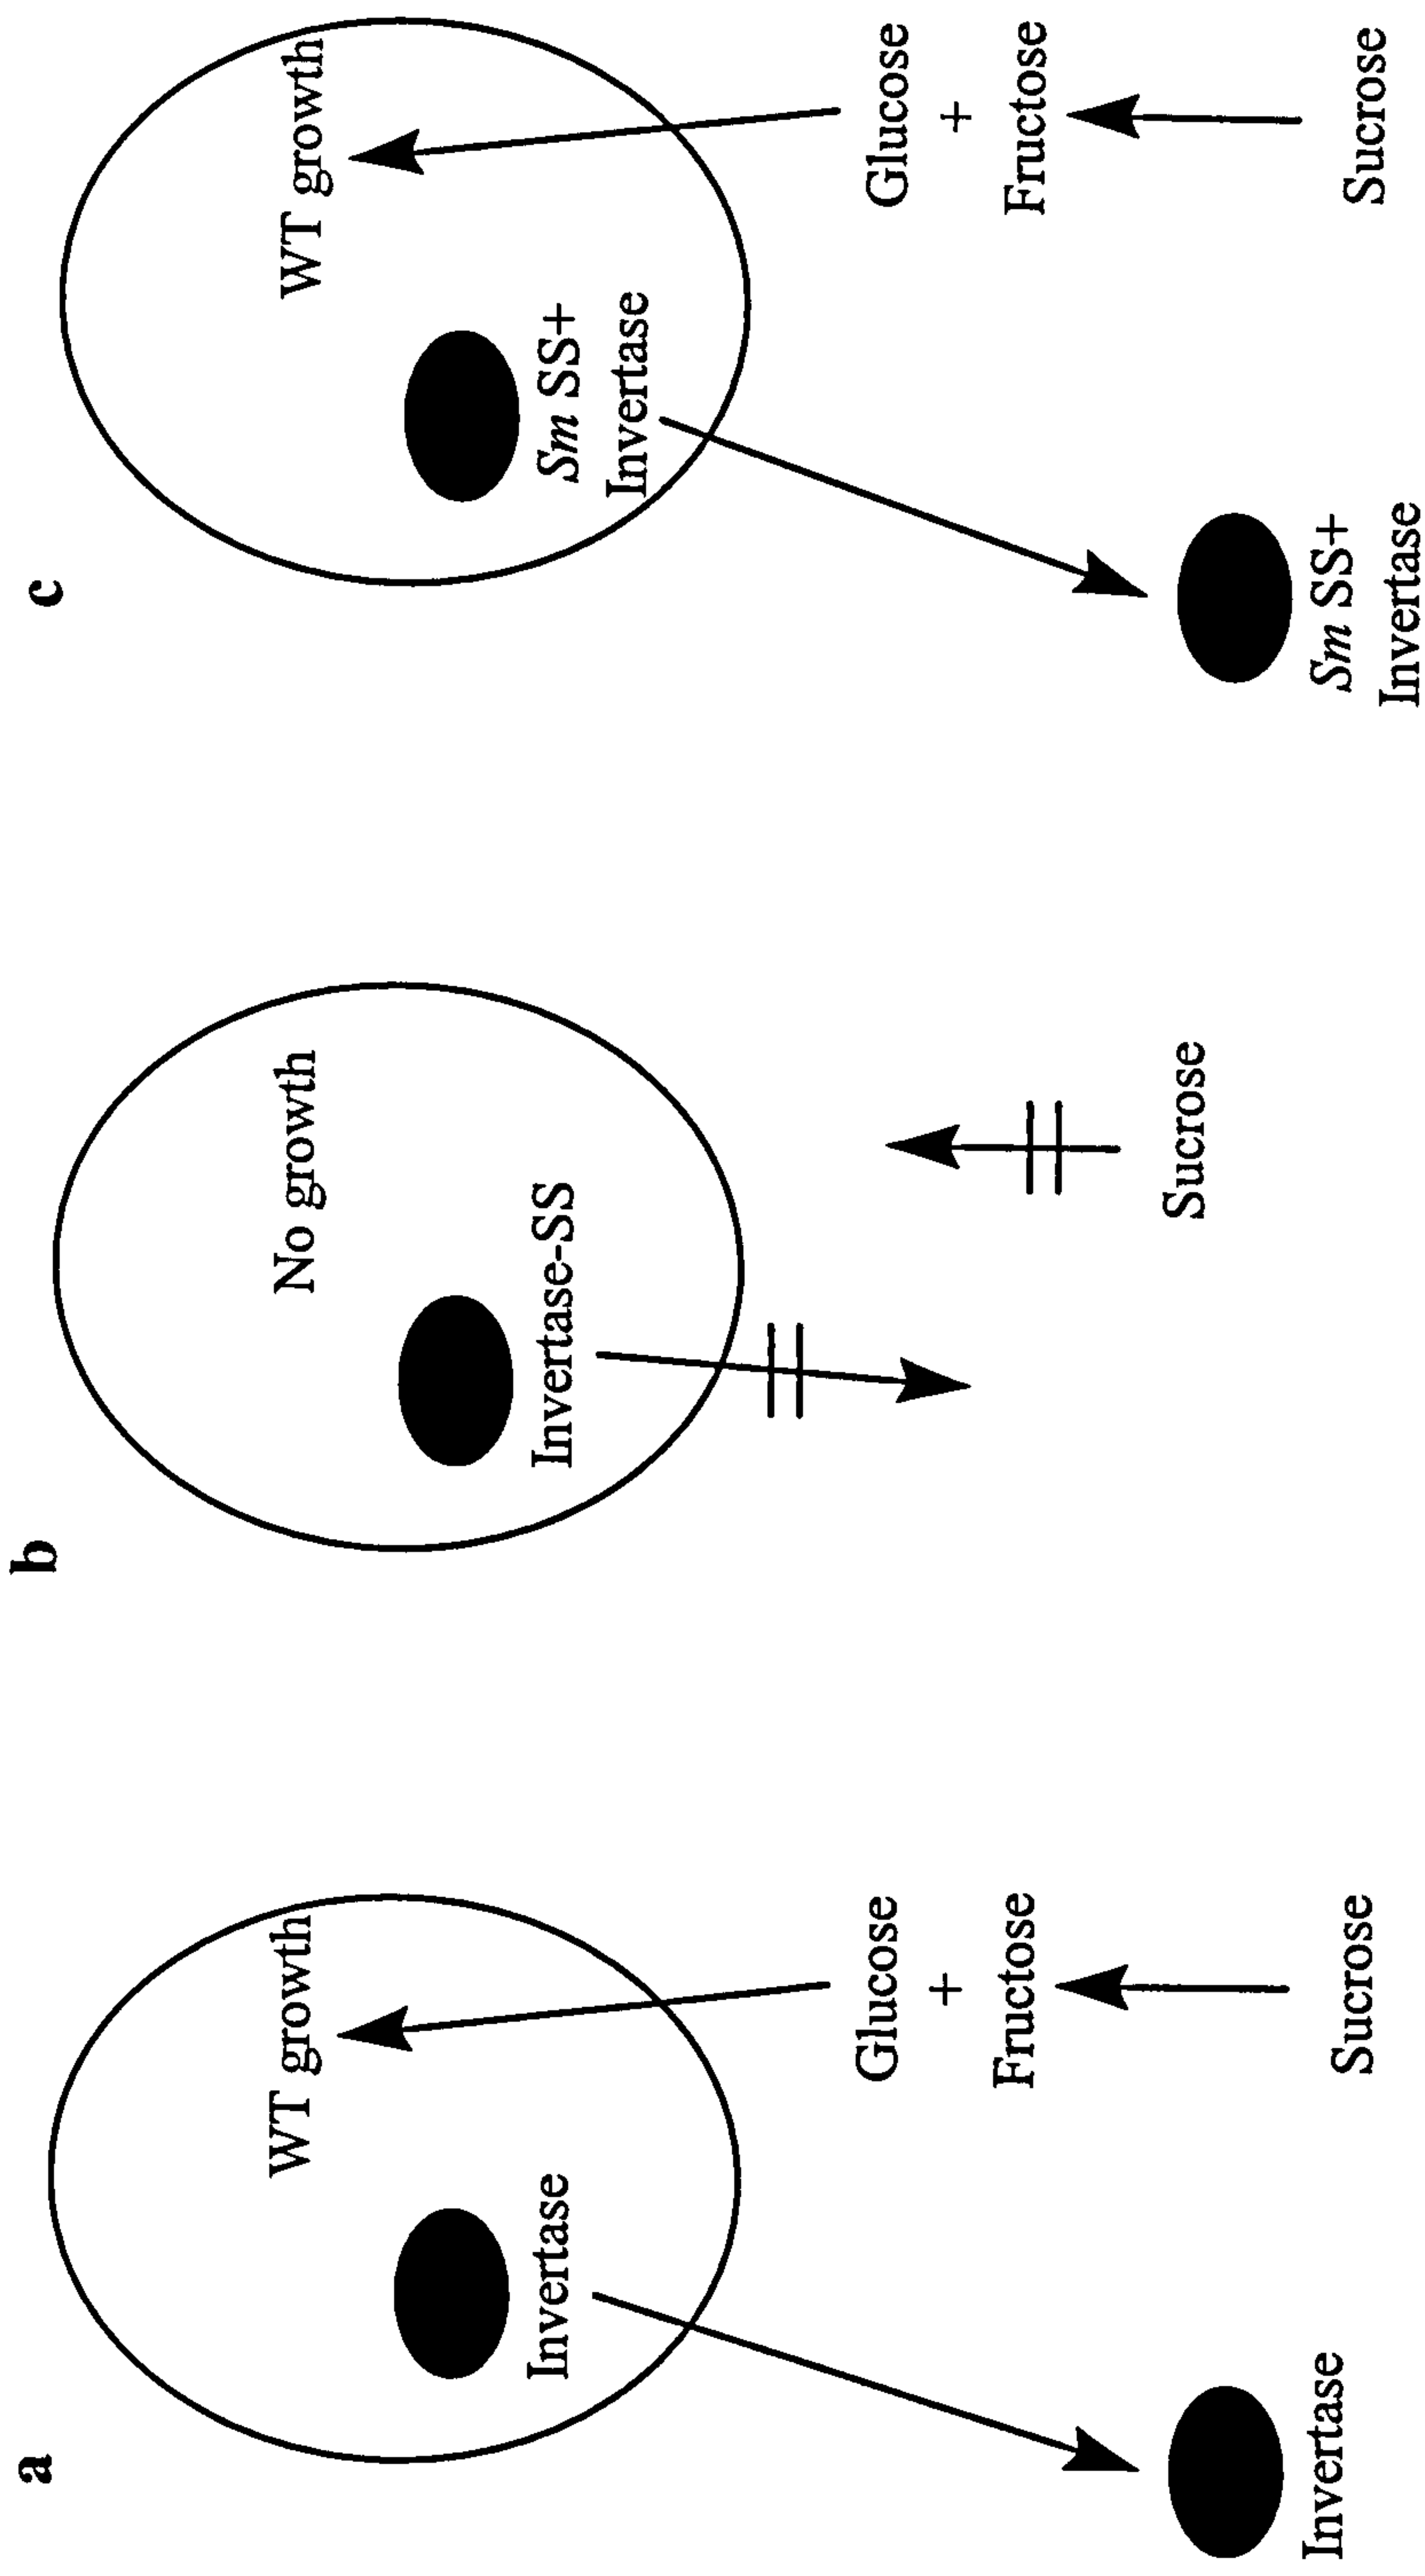 a
WT growth
Invertase
Glucose
+
Fructose
Sucrose
Invertase
b
No growth
Invertase-SS
Sucrose
c
WT growth
Sm SS+
Invertase
Glucose
+
Fructose
Sucrose
Sm SS+
Invertase